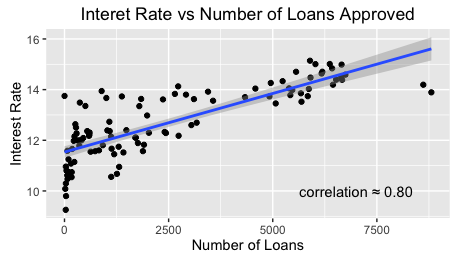 Interet Rate vs Number of Loans Approved
16
14
12
10
Interest Rate
correlation ≈ 0.80
0 2500 5000 7500
Number of Loans